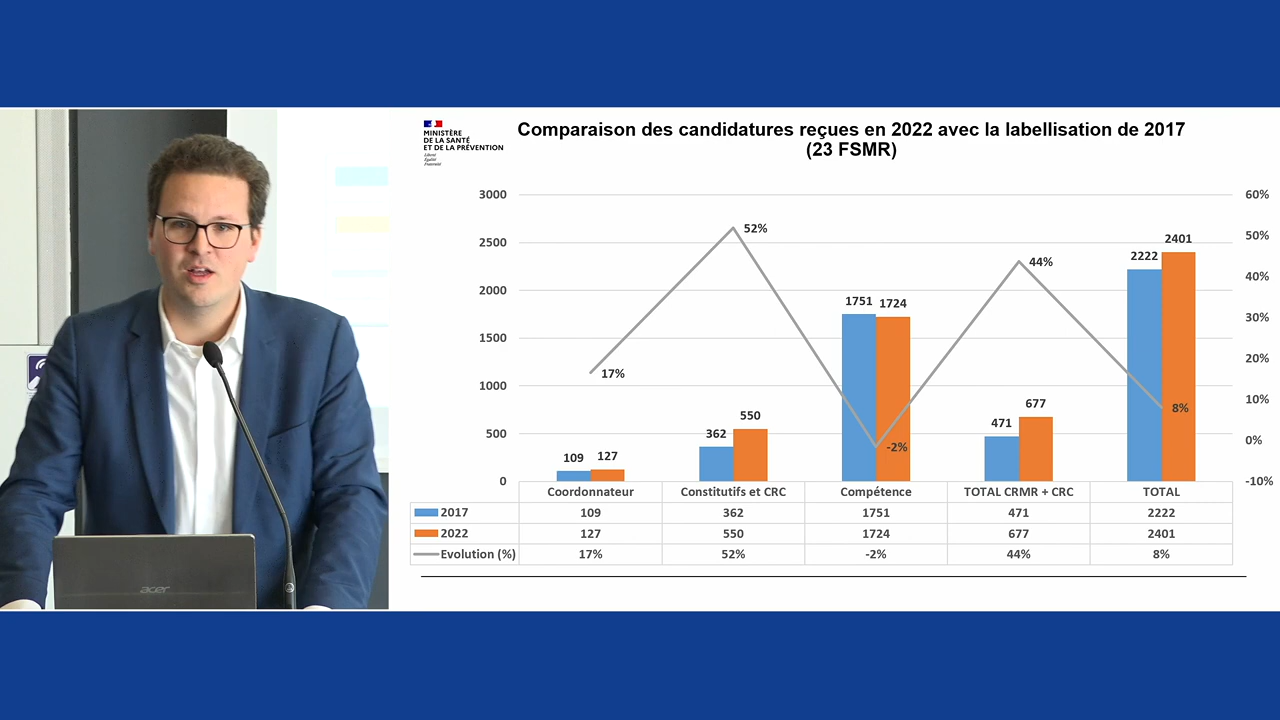 MINISTÈRE
DE LA SANTÉ
ET DE LA PRÉVENTION
Liberté
Égalité
Fraternité
Comparaison des candidatures reçues en 2022 avec la labellisation de 2017
(23 FSMR)
3000
2500
2000
1500
1000
500
0
60%
50%
40%
30%
20%
10%
0%
-10%
17%
52%
-2%
44%
8%
109 127
362 550
1751 1724
471 677
2222 2401
Coordonnateur Constitutifs et CRC Compétence TOTAL CRMR + CRC TOTAL
2017 109 362 1751 471 2222
2022 127 550 1724 677 2401
Evolution (%) 17% 52% -2% 44% 8%
acer